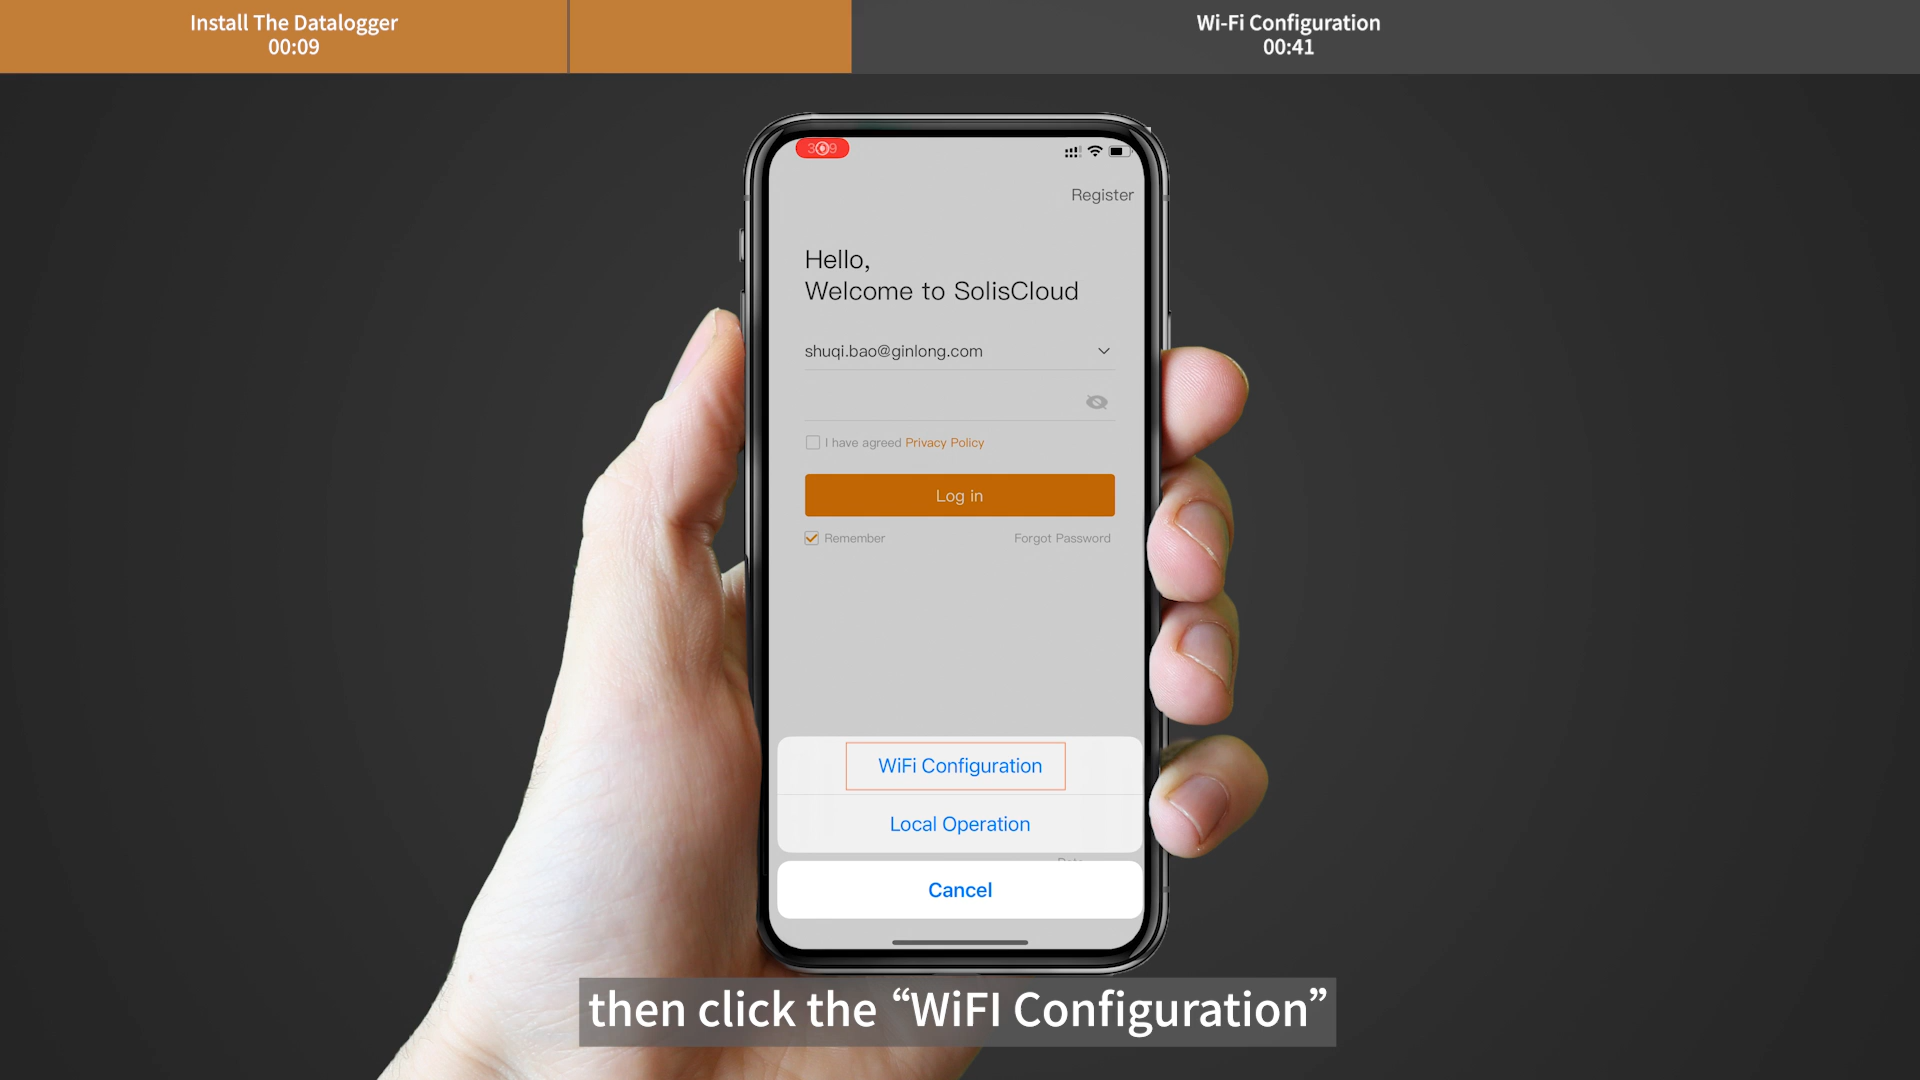 Install The Datalogger
00:09
Wi-Fi Configuration
00:41
Register
Hello,
Welcome to SolisCloud
shuqi.bao@ginlong.com
I have agreed Privacy Policy
Log in
Remember
Forgot Password
WiFi Configuration
Local Operation
Cancel
then click the “WiFI Configuration”